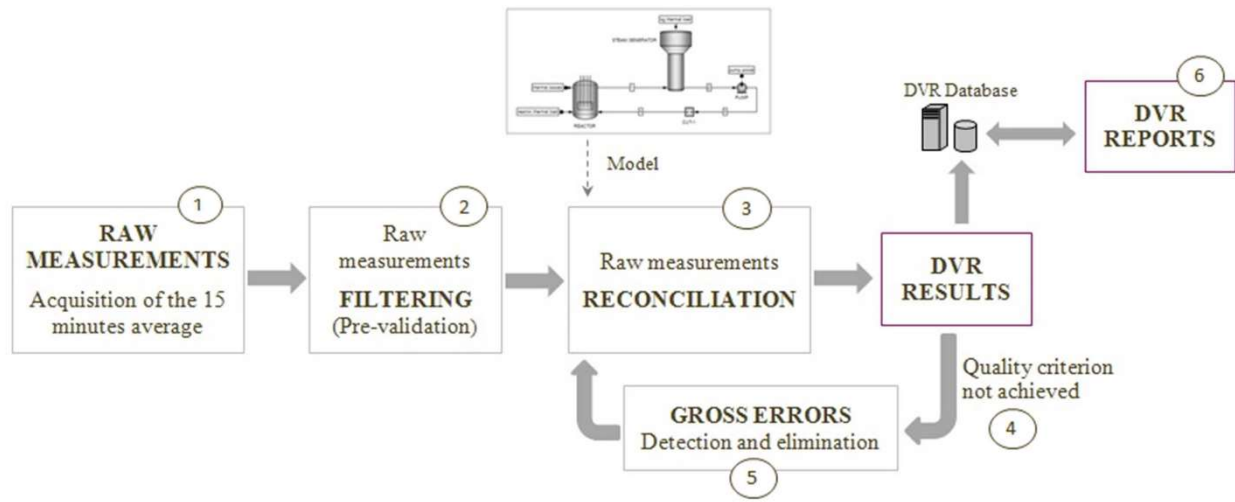 STEAM GENERATOR
PUMP
REACTOR
Model
DVR Database
6
DVR
REPORTS
1
RAW
MEASUREMENTS
Acquisition of the 15
minutes average
2
Raw
measurements
FILTERING
(Pre-validation)
3
Raw measurements
RECONCILIATION
DVR
RESULTS
Quality criterion
not achieved
4
GROSS ERRORS
Detection and elimination
5